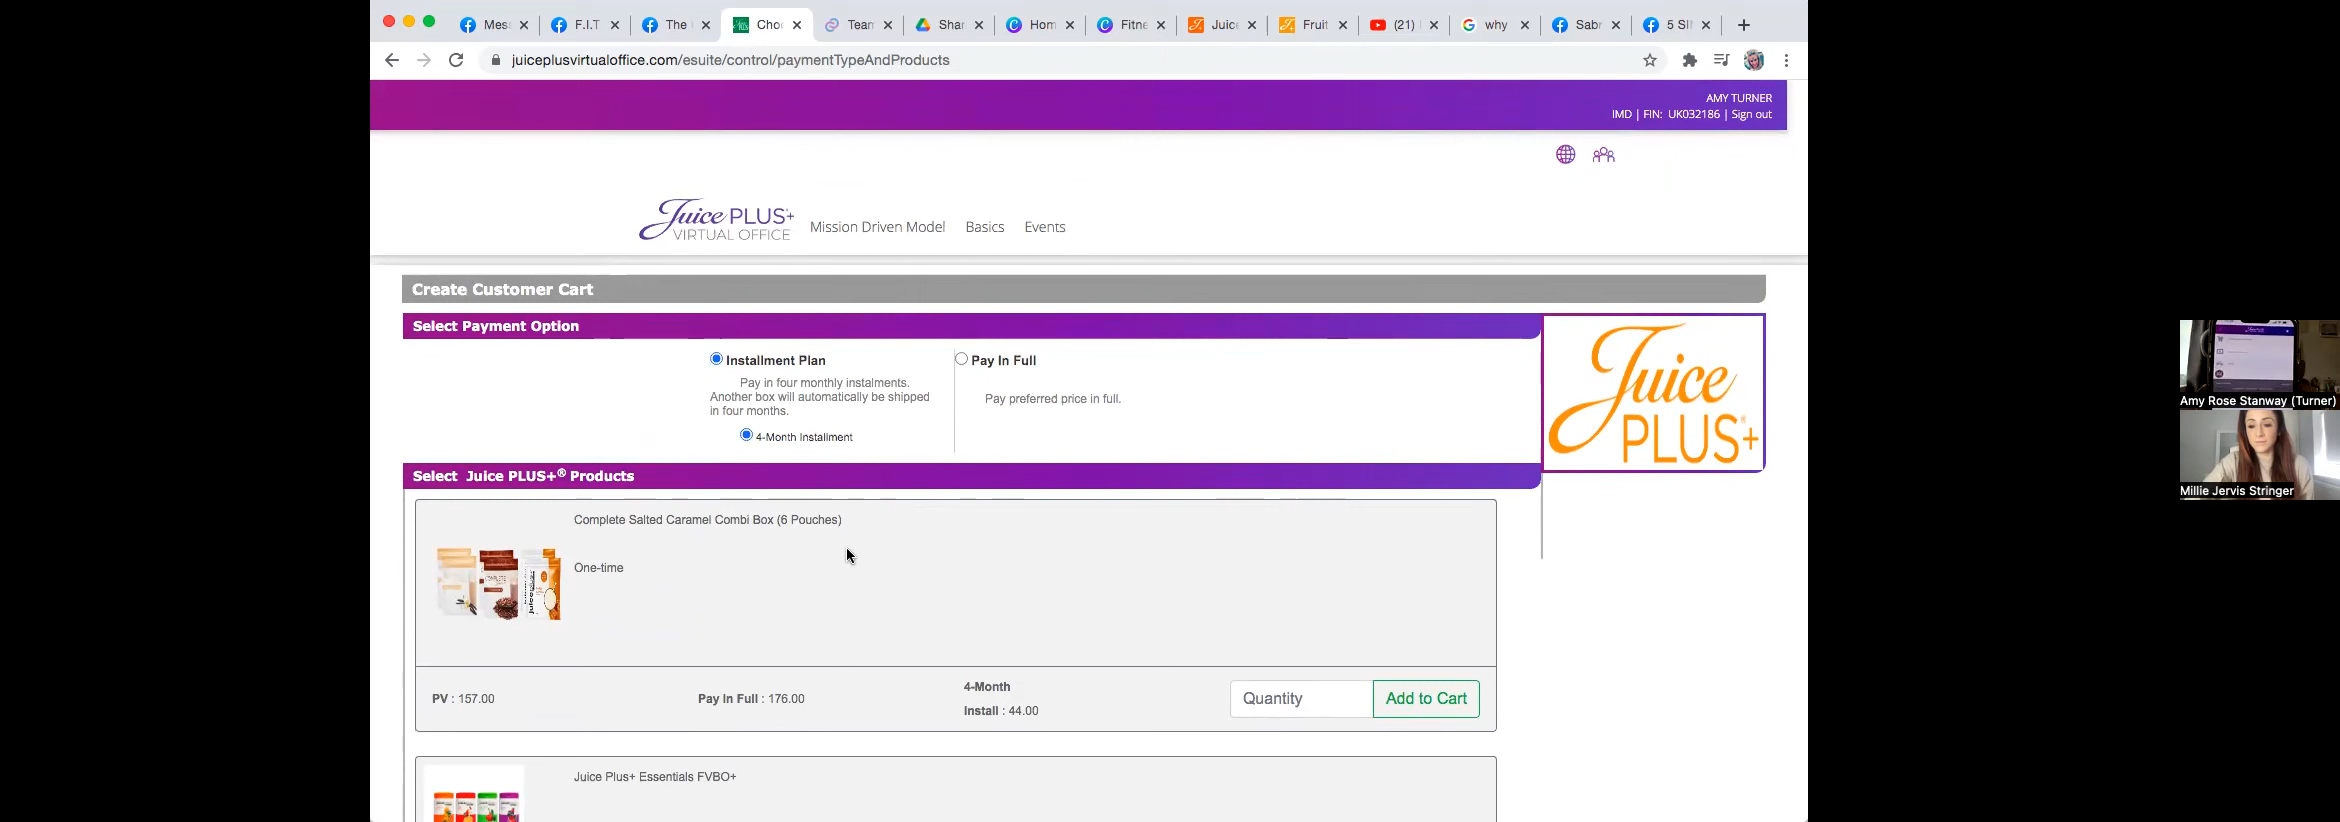 Mess
F.I.T
The
Choo
Team
Shar
Hom
Fitne
Juice
Fruit
(21)
why
Sabr
5 SI
juiceplusvirtualoffice.com/esuite/control/paymentTypeAndProducts
AMY TURNER
IMD | FIN: UK032186 | Sign out
Juice PLUS+
VIRTUAL OFFICE
Mission Driven Model
Basics
Events
Create Customer Cart
Select Payment Option
Installment Plan
Pay in four monthly instalments.
Another box will automatically be shipped
in four months.
4-Month Installment
Pay In Full
Pay preferred price in full.
Juice
PLUS+
Select Juice PLUS+® Products
Complete Salted Caramel Combi Box (6 Pouches)
One-time
PV : 157.00
Pay In Full : 176.00
4-Month
Install : 44.00
Quantity
Add to Cart
Juice Plus+ Essentials FVBO+
Amy Rose Stanway (Turner)
Millie Jervis Stringer